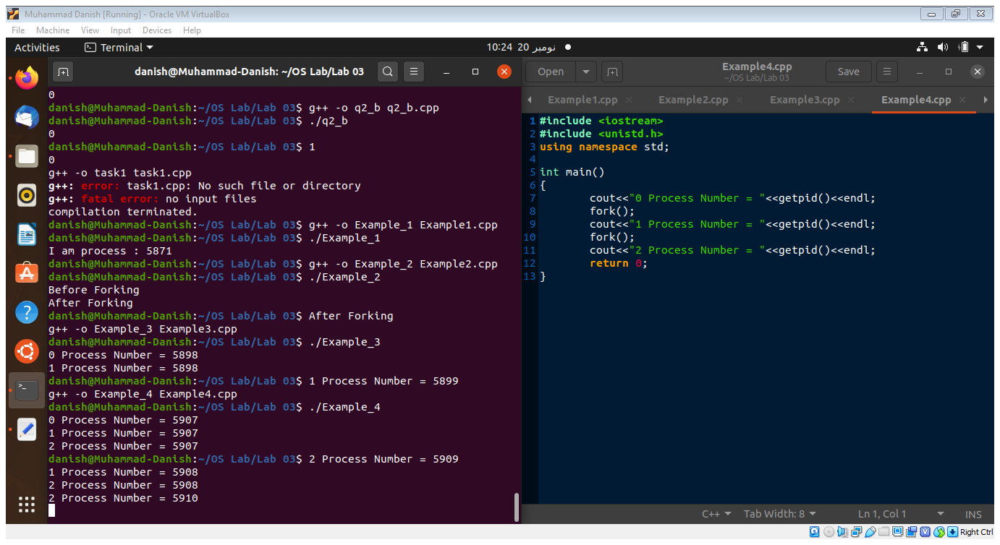 Muhammad Danish [Running] - Oracle VM VirtualBox
File Machine View Input Devices Help
Activities Terminal 10:24 20 نومبر
danish@Muhammad-Danish: ~/OS Lab/Lab 03
0
danish@Muhammad-Danish:~/OS Lab/Lab 03$ g++ -o q2_b q2_b.cpp
danish@Muhammad-Danish:~/OS Lab/Lab 03$ ./q2_b
0
danish@Muhammad-Danish:~/OS Lab/Lab 03$ 1
0
g++ -o task1 task1.cpp
g++: error: task1.cpp: No such file or directory
g++: fatal error: no input files
compilation terminated.
danish@Muhammad-Danish:~/OS Lab/Lab 03$ g++ -o Example_1 Example1.cpp
danish@Muhammad-Danish:~/OS Lab/Lab 03$ ./Example_1
I am process : 5871
danish@Muhammad-Danish:~/OS Lab/Lab 03$ g++ -o Example_2 Example2.cpp
danish@Muhammad-Danish:~/OS Lab/Lab 03$ ./Example_2
Before Forking
After Forking
danish@Muhammad-Danish:~/OS Lab/Lab 03$ After Forking
g++ -o Example_3 Example3.cpp
danish@Muhammad-Danish:~/OS Lab/Lab 03$ ./Example_3
0 Process Number = 5898
1 Process Number = 5898
danish@Muhammad-Danish:~/OS Lab/Lab 03$ 1 Process Number = 5899
g++ -o Example_4 Example4.cpp
danish@Muhammad-Danish:~/OS Lab/Lab 03$ ./Example_4
0 Process Number = 5907
1 Process Number = 5907
2 Process Number = 5907
danish@Muhammad-Danish:~/OS Lab/Lab 03$ 2 Process Number = 5909
1 Process Number = 5908
2 Process Number = 5908
2 Process Number = 5910
Open Example4.cpp Save
~/OS Lab/Lab 03
Example1.cpp Example2.cpp Example3.cpp Example4.cpp
1 #include <iostream>
2 #include <unistd.h>
3 using namespace std;
4
5 int main()
6 {
7 cout<<"0 Process Number = "<<getpid()<<endl;
8 fork();
9 cout<<"1 Process Number = "<<getpid()<<endl;
10 fork();
11 cout<<"2 Process Number = "<<getpid()<<endl;
12 return 0;
13 }
C++ Tab Width: 8 Ln 1, Col 1 INS
Right Ctrl